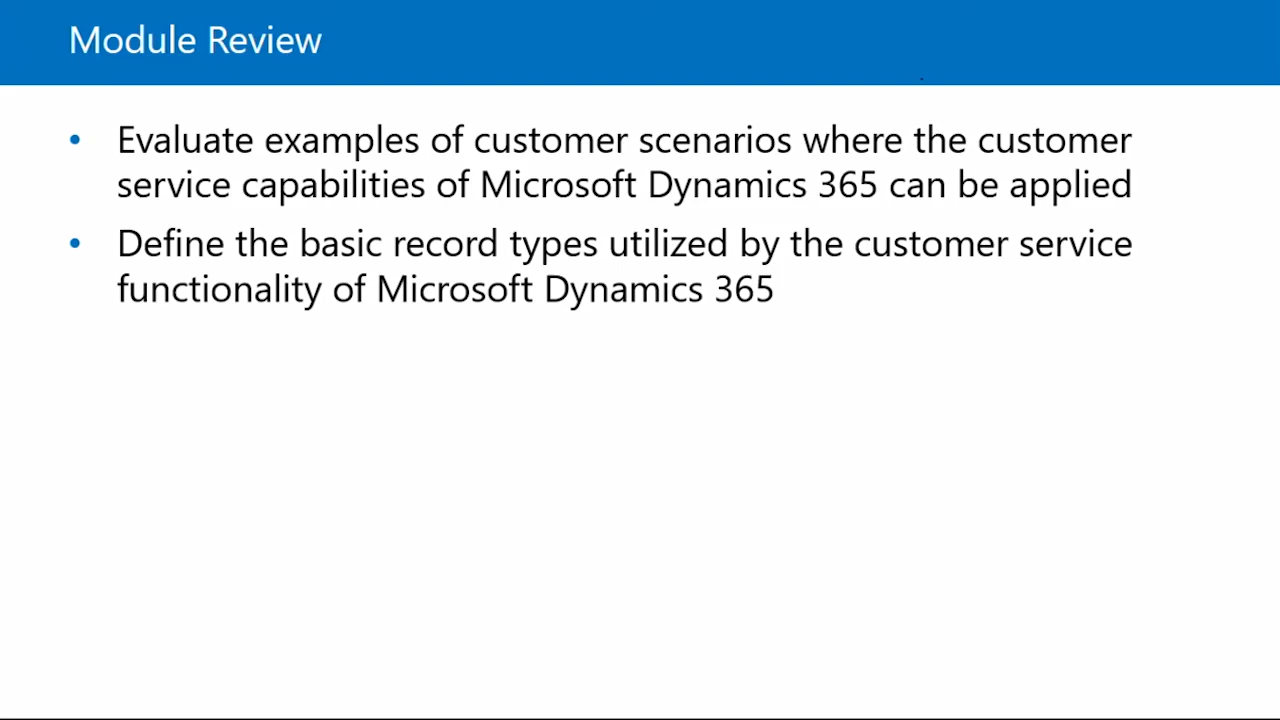 Module Review
• Evaluate examples of customer scenarios where the customer
service capabilities of Microsoft Dynamics 365 can be applied
• Define the basic record types utilized by the customer service
functionality of Microsoft Dynamics 365